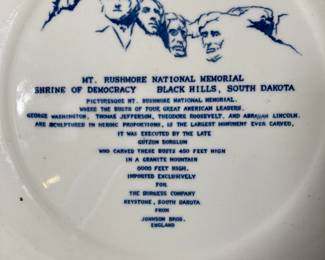 MT. RUSHMORE NATIONAL MEMORIAL
SHRINE OF DEMOCRACY BLACK HILLS, SOUTH DAKOTA
PICTURESQUE MT. RUSHMORE NATIONAL MEMORIAL,
WHERE THE BUSTS OF FOUR GREAT AMERICAN LEADERS,
GEORGE WASHINGTON, THOMAS JEFFERSON, THEODORE ROOSEVELT, AND ABRAHAM LINCOLN,
ARE SCULPTURED IN HEROIC PROPORTIONS, IS THE LARGEST MONUMENT EVER CARVED,
IT WAS EXECUTED BY THE LATE
GUTZON BORGLUM
WHO CARVED THESE BUSTS 450 FEET HIGH
IN A GRANITE MOUNTAIN
6000 FEET HIGH.
IMPORTED EXCLUSIVELY
FOR
THE BURGESS COMPANY
KEYSTONE, SOUTH DAKOTA
FROM
JOHNSON BROS.
ENGLAND